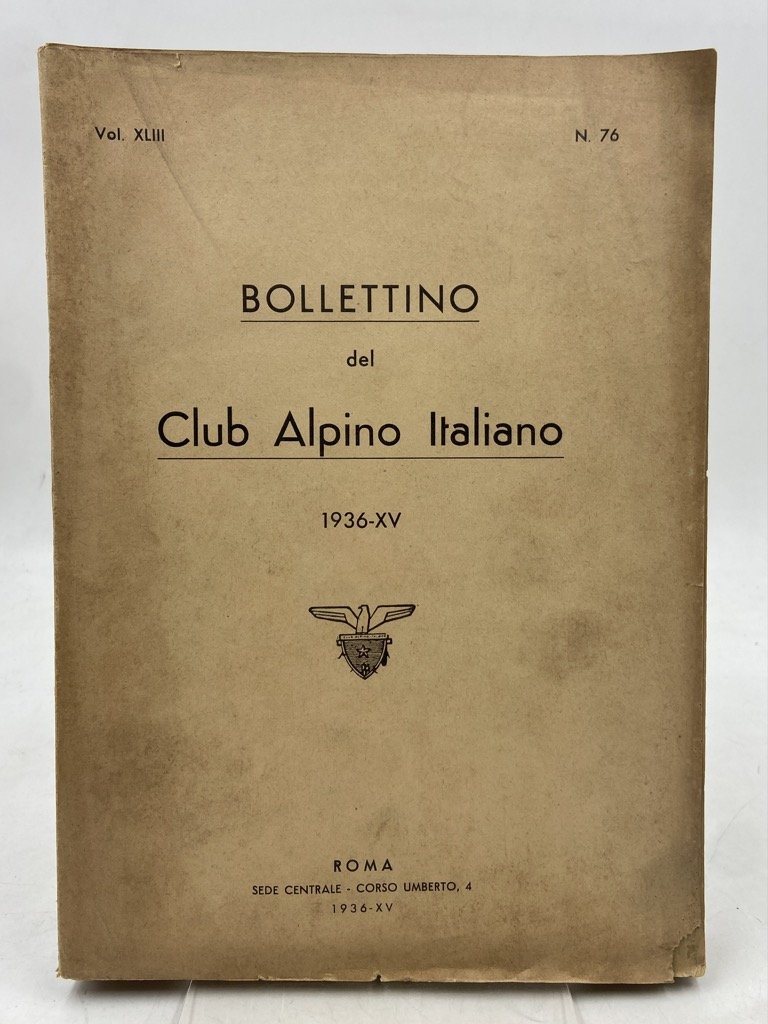 Vol. XLIII N. 76
BOLLETTINO
del
Club Alpino Italiano
1936-XV
ROMA
SEDE CENTRALE - CORSO UMBERTO, 4
1936-XV